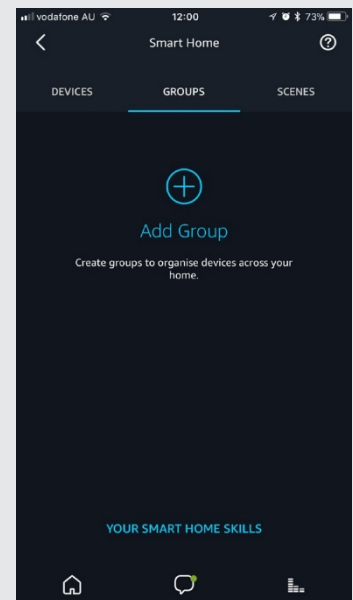 vodafone AU 12:00 73%
Smart Home
DEVICES GROUPS SCENES
Add Group
Create groups to organise devices across your
home.
YOUR SMART HOME SKILLS